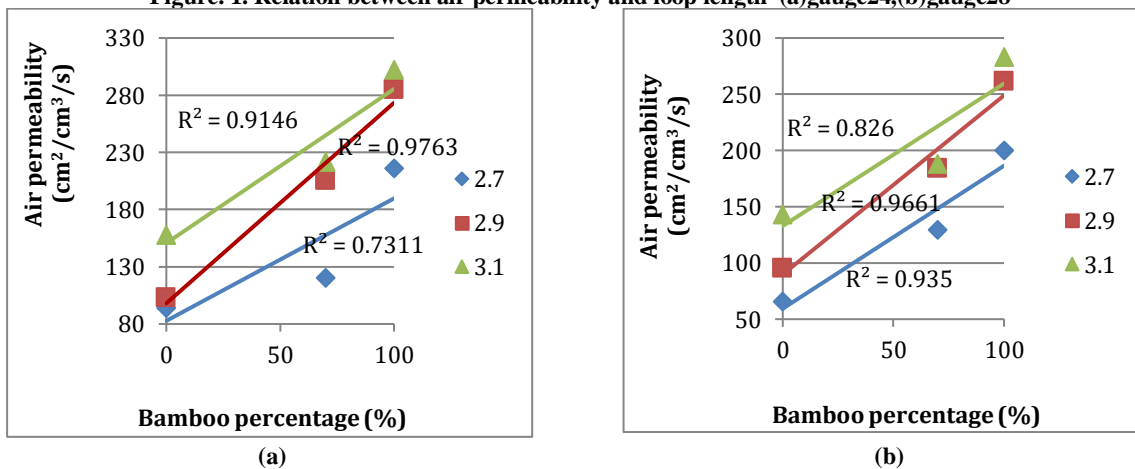 Figure. 1. Relation between air permeability and loop length (a)gauge24,(b)gauge28
330
280
230
180
130
80
0
50
100
Air permeability
(cm²/cm³/s)
Bamboo percentage (%)
R² = 0.9146
R² = 0.9763
R² = 0.7311
2.7
2.9
3.1
(a)
300
250
200
150
100
50
0
50
100
Air permeability
(cm²/cm³/s)
Bamboo percentage (%)
R² = 0.826
R² = 0.9661
R² = 0.935
2.7
2.9
3.1
(b)